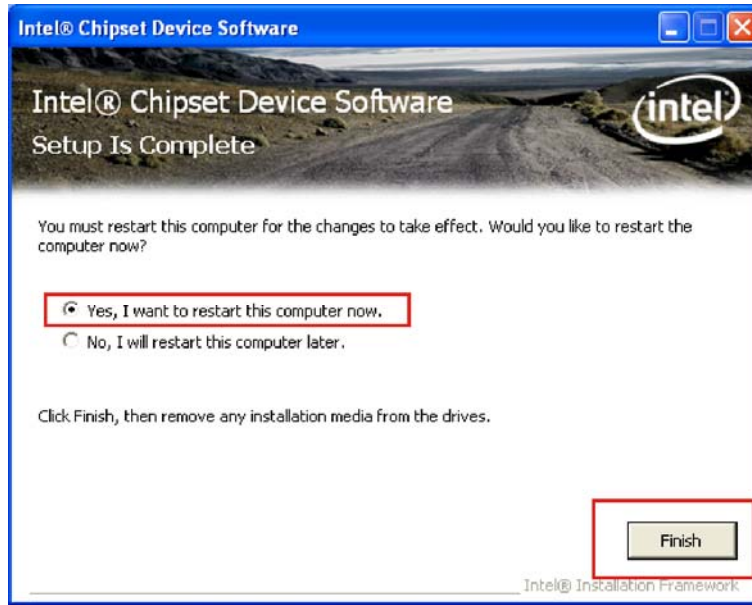 Intel® Chipset Device Software
Intel® Chipset Device Software
intel
Setup Is Complete
You must restart this computer for the changes to take effect. Would you like to restart the
computer now?
Yes, I want to restart this computer now.
No, I will restart this computer later.
Click Finish, then remove any installation media from the drives.
Finish
Intel® Installation Framework